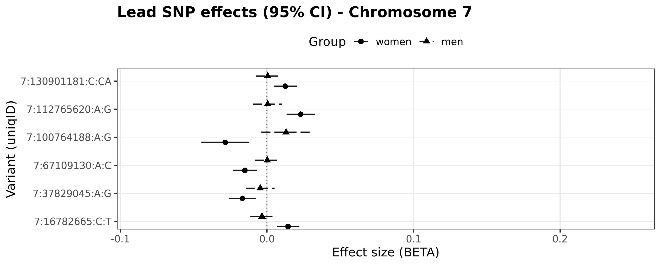 Lead SNP effects (95% CI) - Chromosome 7
Group women men
7:130901181:C:CA
7:112765620:A:G
7:100764188:A:G
7:67109130:A:C
7:37829045:A:G
7:16782665:C:T
Variant (uniqID)
-0.1 0.0 0.1 0.2
Effect size (BETA)